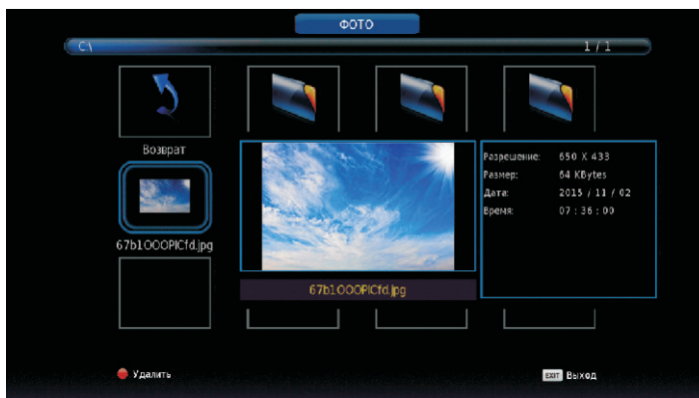 ФОТО
C:\ 1 / 1
Возврат
67b1OOOPICfd.jpg
Разрешение: 650 X 433
Размер: 64 KBytes
Дата: 2015 / 11 / 02
Время: 07 : 36 : 00
67b1OOOPICfd.jpg
Удалить
EXIT Выход